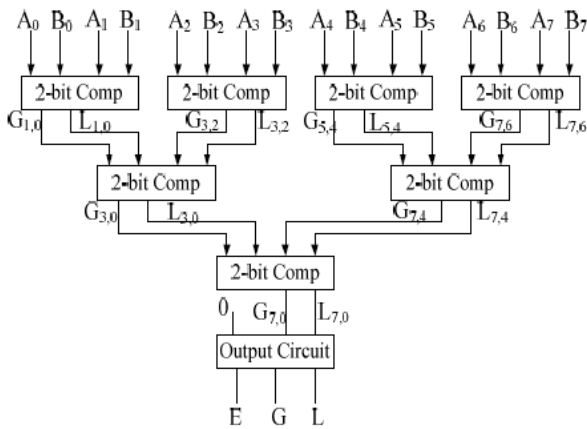 A0 B0 A1 B1 A2 B2 A3 B3 A4 B4 A5 B5 A6 B6 A7 B7
2-bit Comp 2-bit Comp 2-bit Comp 2-bit Comp
G1,0 L1,0 G3,2 L3,2 G5,4 L5,4 G7,6 L7,6
2-bit Comp 2-bit Comp
G3,0 L3,0 G7,4 L7,4
2-bit Comp
0 G7,0 L7,0
Output Circuit
E G L